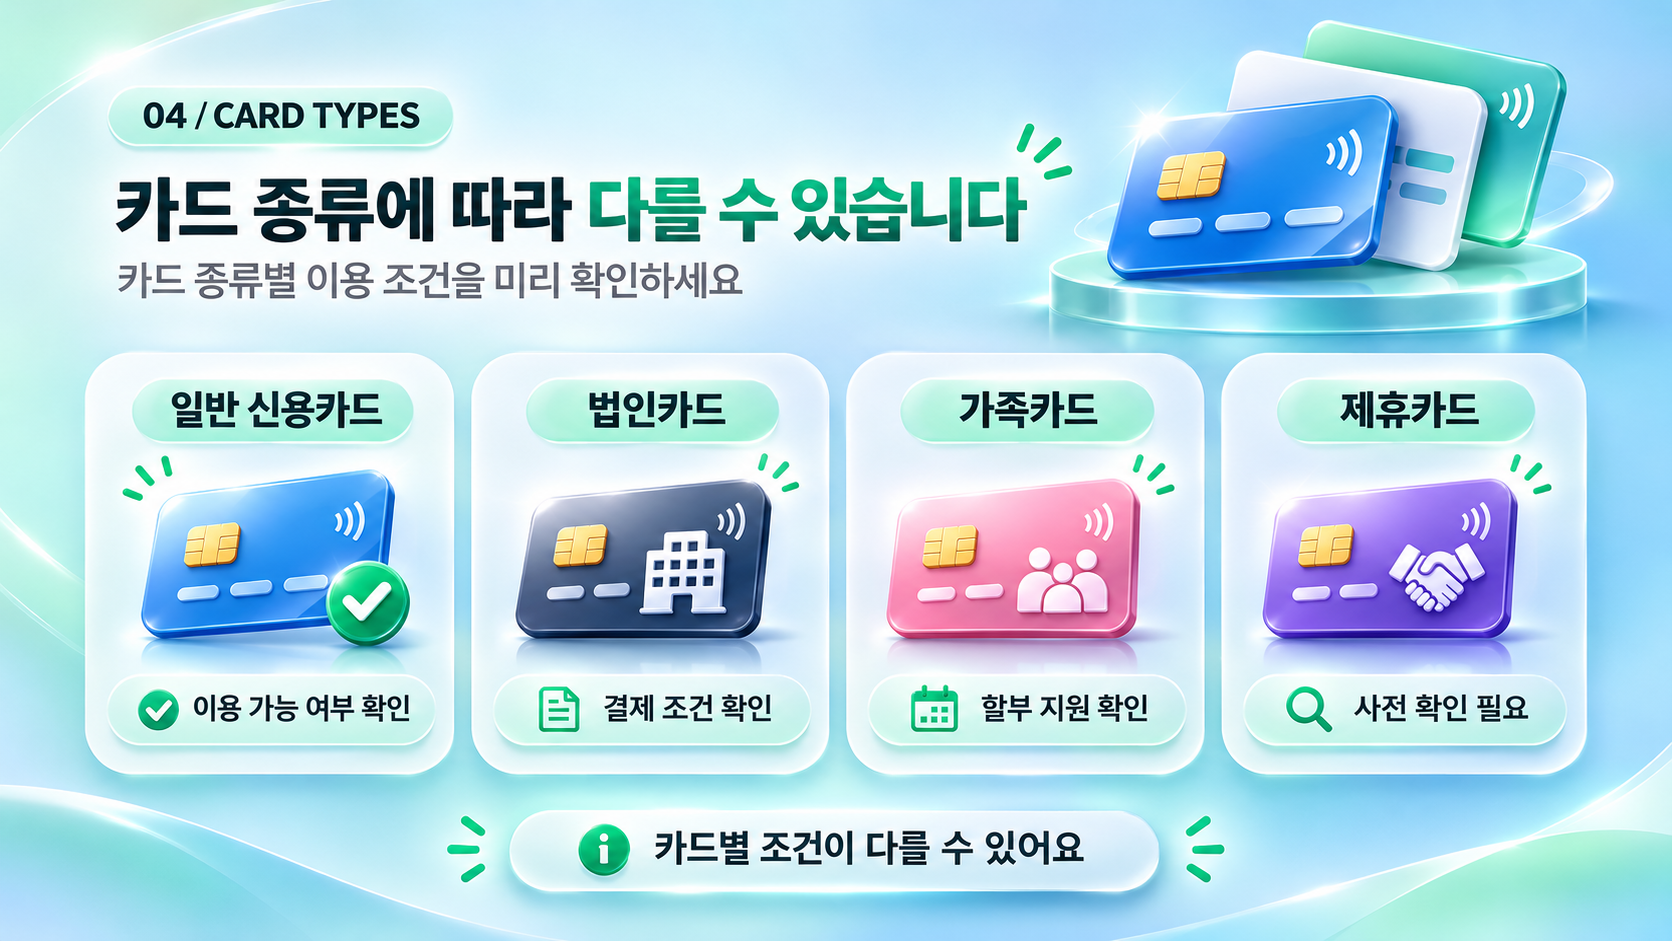 04 / CARD TYPES
카드 종류에 따라 다를 수 있습니다
카드 종류별 이용 조건을 미리 확인하세요
일반 신용카드
이용 가능 여부 확인
법인카드
결제 조건 확인
가족카드
할부 지원 확인
제휴카드
사전 확인 필요
카드별 조건이 다를 수 있어요